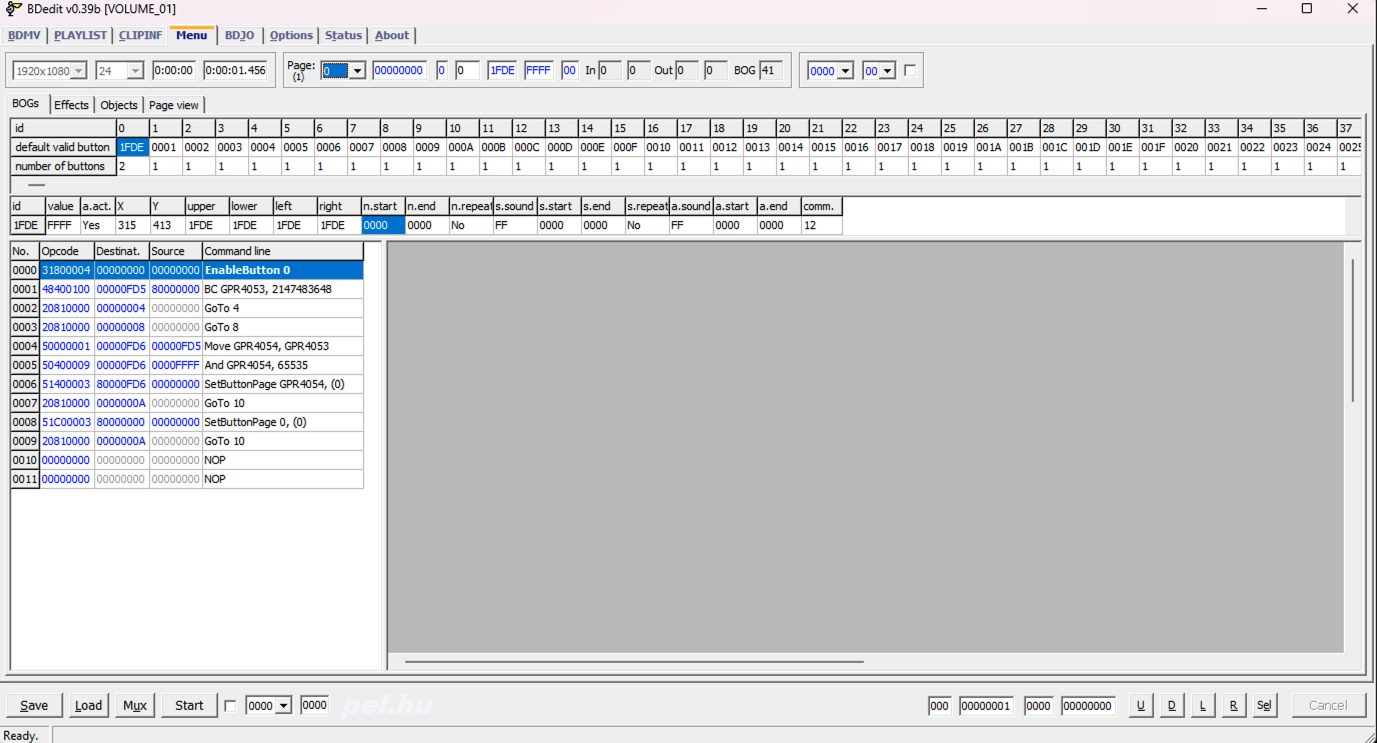 BDedit v0.39b [VOLUME_01]
BDMV PLAYLIST CLIPINF Menu BDJO Options Status About
1920x1080 24 0:00:00 0:00:01.456 Page: (1) 0 00000000 0 0 1FDE FFFF 00 In 0 0 Out 0 0 BOG 41 0000 00
BOGs Effects Objects Page view
id 0 1 2 3 4 5 6 7 8 9 10 11 12 13 14 15 16 17 18 19 20 21 22 23 24 25 26 27 28 29 30 31 32 33 34 35 36 37
default valid button 1FDE 0001 0002 0003 0004 0005 0006 0007 0008 0009 000A 000B 000C 000D 000E 000F 0010 0011 0012 0013 0014 0015 0016 0017 0018 0019 001A 001B 001C 001D 001E 001F 0020 0021 0022 0023 0024 0025
number of buttons 2 1 1 1 1 1 1 1 1 1 1 1 1 1 1 1 1 1 1 1 1 1 1 1 1 1 1 1 1 1 1 1 1 1 1 1 1 1
id value a.act. X Y upper lower left right n.start n.end n.repeat s.sound s.start s.end s.repeat a.sound a.start a.end comm.
1FDE FFFF Yes 315 413 1FDE 1FDE 1FDE 1FDE 0000 0000 No FF 0000 0000 No FF 0000 0000 12
No. Opcode Destinat. Source Command line
0000 31800004 00000000 00000000 EnableButton 0
0001 48400100 00000FD5 80000000 BC GPR4053, 2147483648
0002 20810000 00000004 00000000 GoTo 4
0003 20810000 00000008 00000000 GoTo 8
0004 50000001 00000FD6 00000FD5 Move GPR4054, GPR4053
0005 50400009 00000FD6 0000FFFF And GPR4054, 65535
0006 51400003 80000FD6 00000000 SetButtonPage GPR4054, (0)
0007 20810000 0000000A 00000000 GoTo 10
0008 51C00003 80000000 00000000 SetButtonPage 0, (0)
0009 20810000 0000000A 00000000 GoTo 10
0010 00000000 00000000 00000000 NOP
0011 00000000 00000000 00000000 NOP
Save Load Mux Start 0000 0000 pel.hu 000 00000001 0000 00000000 U D L R Sel Cancel
Ready.